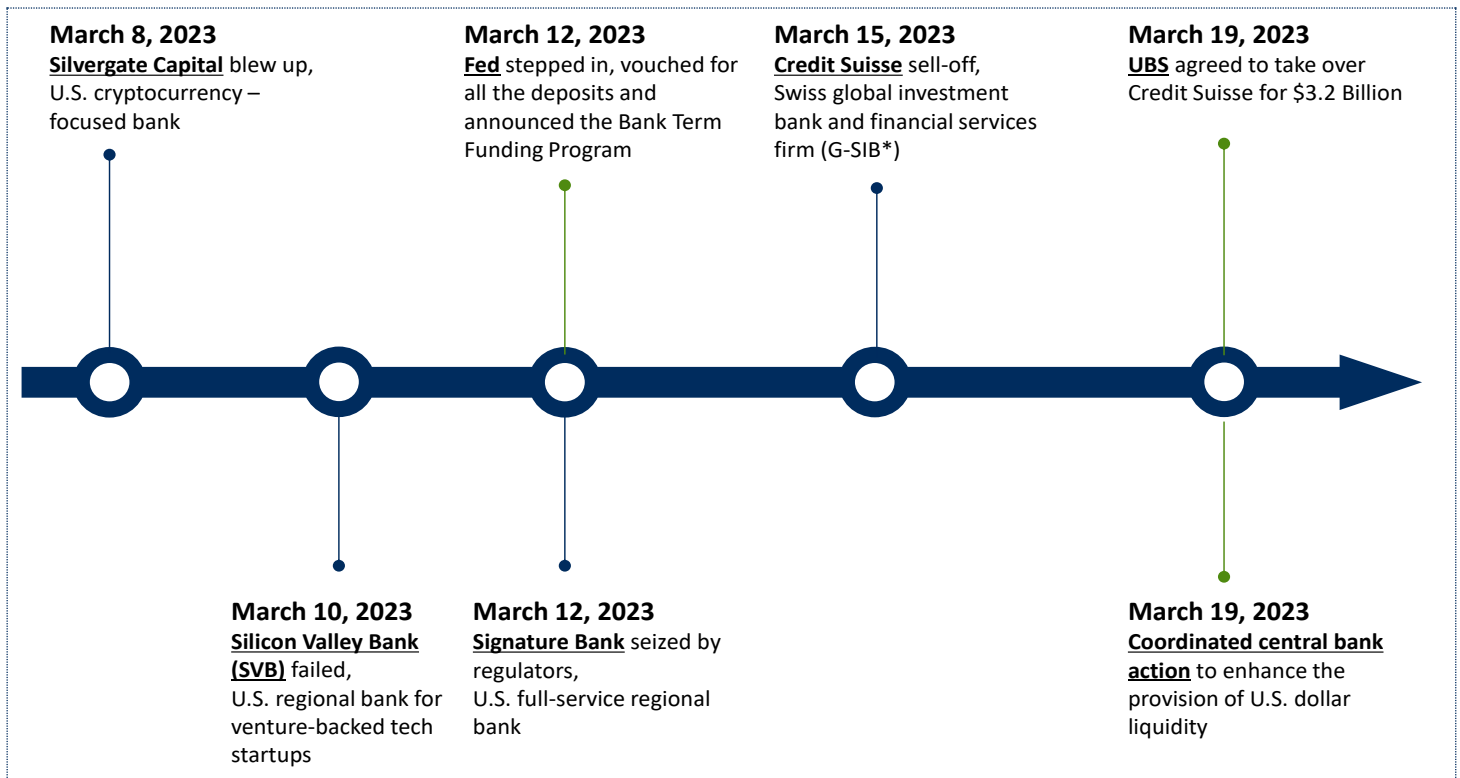 March 8, 2023
Silvergate Capital blew up,
U.S. cryptocurrency –
focused bank
March 12, 2023
Fed stepped in, vouched for
all the deposits and
announced the Bank Term
Funding Program
March 15, 2023
Credit Suisse sell-off,
Swiss global investment
bank and financial services
firm (G-SIB*)
March 19, 2023
UBS agreed to take over
Credit Suisse for $3.2 Billion
March 10, 2023
Silicon Valley Bank
(SVB) failed,
U.S. regional bank for
venture-backed tech
startups
March 12, 2023
Signature Bank seized by
regulators,
U.S. full-service regional
bank
March 19, 2023
Coordinated central bank
action to enhance the
provision of U.S. dollar
liquidity